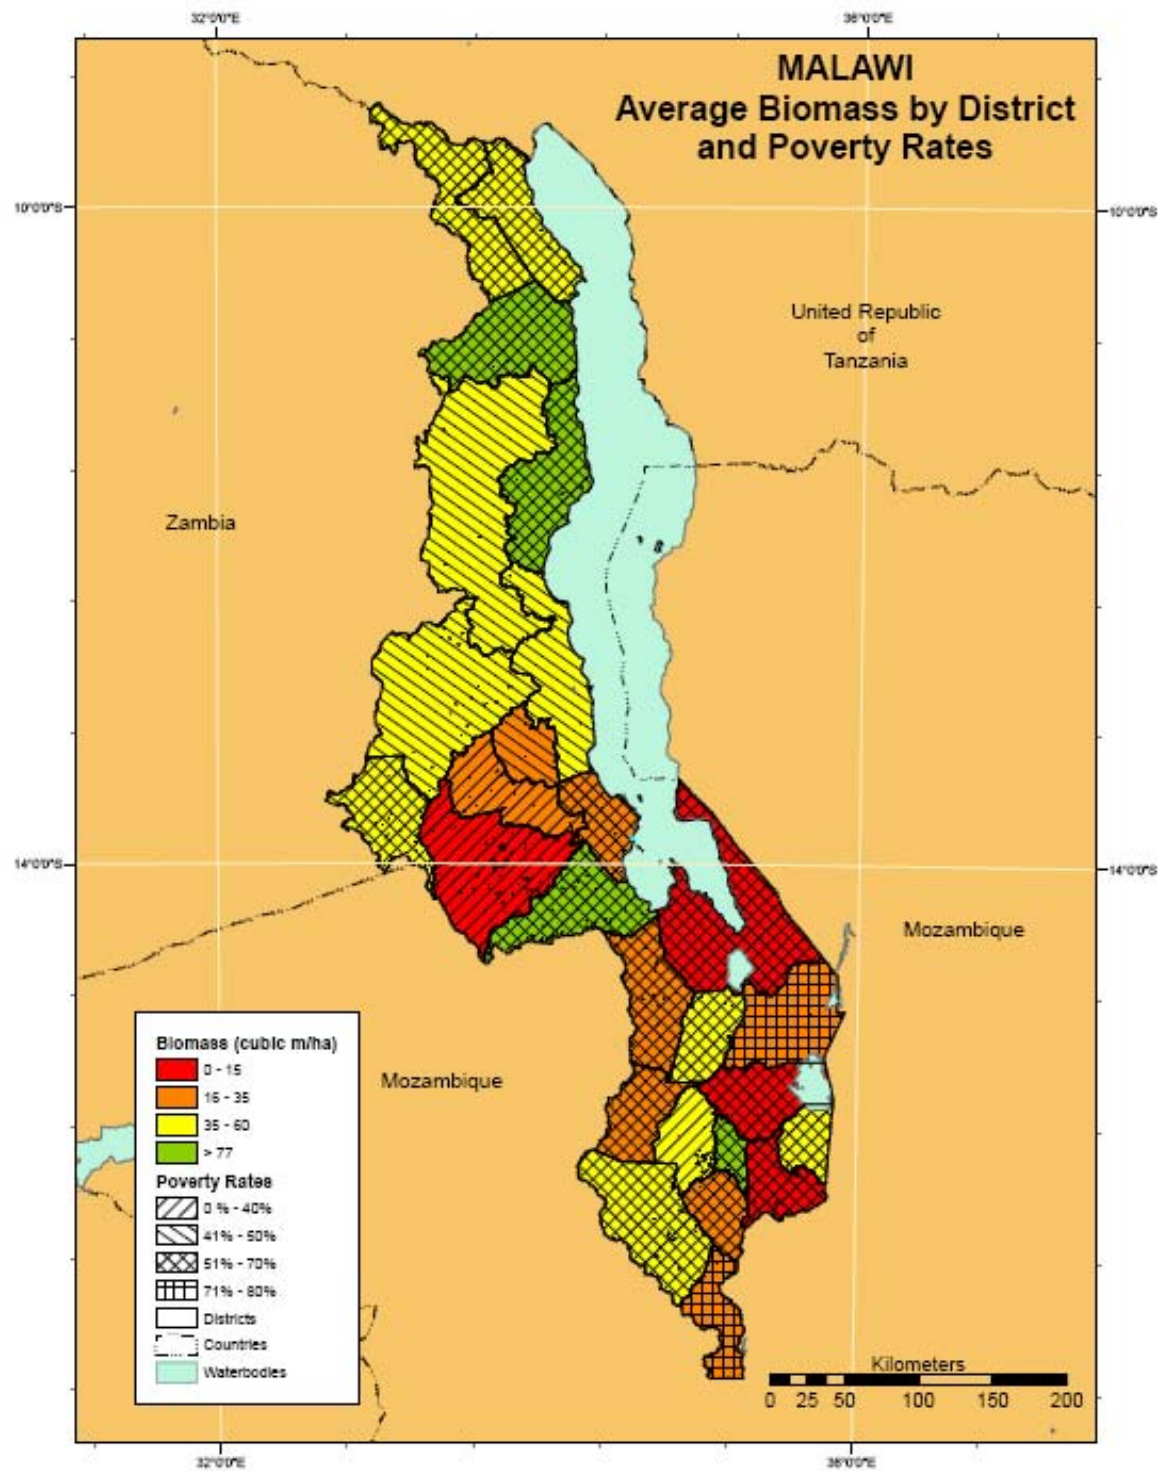 32°0'0"E
36°0'0"E
MALAWI
Average Biomass by District
and Poverty Rates
10°0'0"S
10°0'0"S
United Republic
of
Tanzania
Zambia
14°0'0"S
14°0'0"S
Mozambique
Mozambique
Biomass (cubic m/ha)
0 - 15
16 - 35
35 - 60
> 77
Poverty Rates
0 % - 40%
41% - 50%
51% - 70%
71% - 80%
Districts
Countries
Waterbodies
Kilometers
0 25 50 100 150 200
32°0'0"E
36°0'0"E